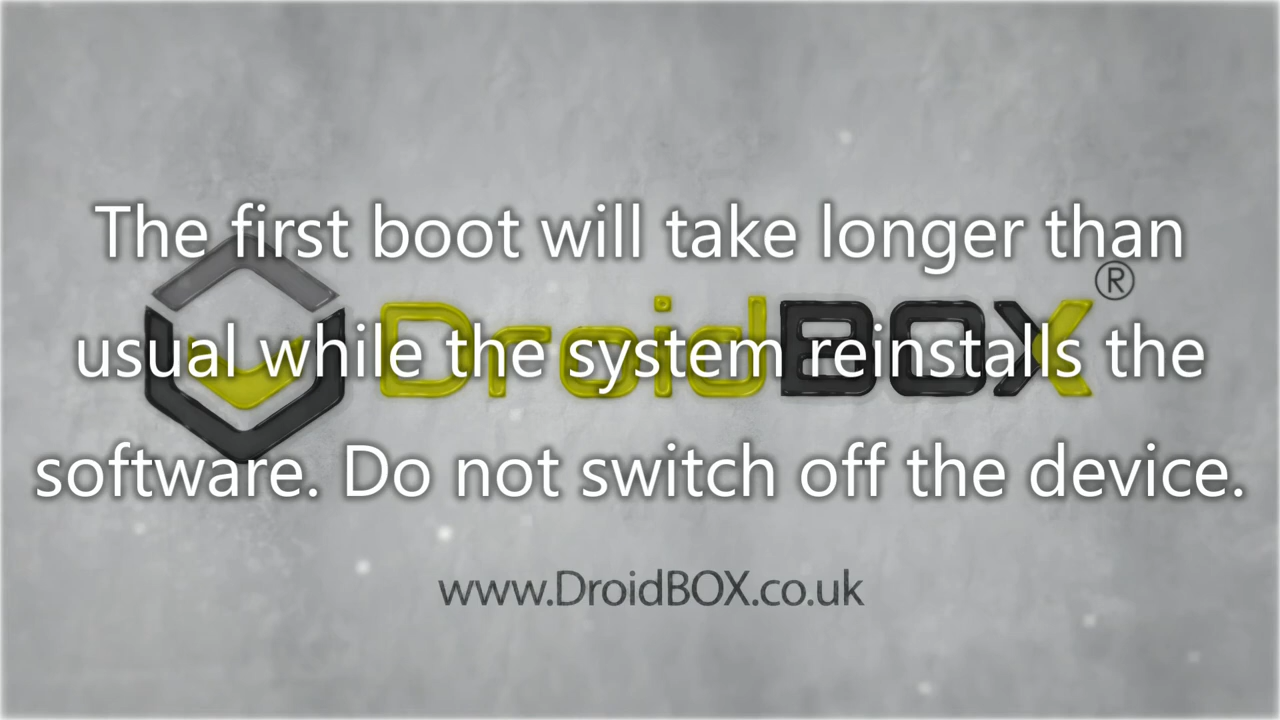 The first boot will take longer than
®
DroidBOX
usual while the system reinstalls the
software. Do not switch off the device.
www.DroidBOX.co.uk